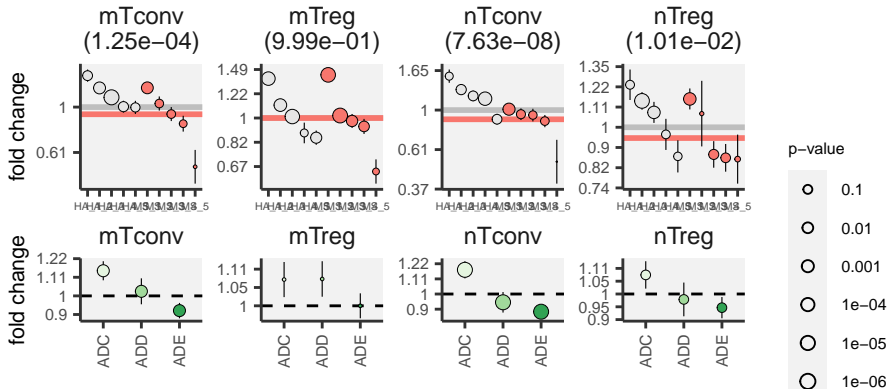 mTconv
(1.25e−04)
mTreg
(9.99e−01)
nTconv
(7.63e−08)
nTreg
(1.01e−02)
fold change
1
0.61
1.49
1.22
1
0.82
0.67
1.65
1
0.61
0.37
1.35
1.22
1.11
1
0.9
0.82
0.74
p−value
0.1
0.01
0.001
1e−04
1e−05
1e−06
mTconv
mTreg
nTconv
nTreg
fold change
1.22
1.11
1
0.9
1.11
1.05
1
1.22
1.11
1
0.9
1.11
1.05
1
0.95
0.9
ADC
ADD
ADE
ADC
ADD
ADE
ADC
ADD
ADE
ADC
ADD
ADE